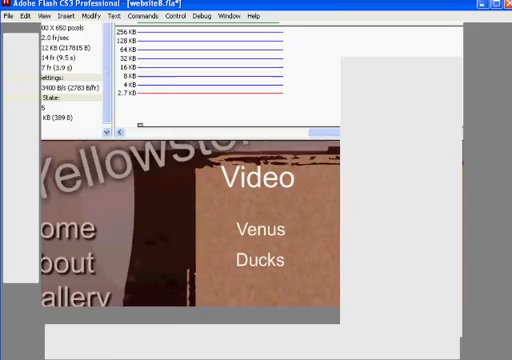 Adobe Flash CS3 Professional - [website8.fla*]
File Edit View Insert Modify Text Commands Control Debug Window Help
00 X 650 pixels
2.0 fr/sec
12 KB (217815 B)
14 fr (9.5 s)
7 fr (3.9 s)
ettings:
3400 B/s (2783 B/fr)
State:
5
KB (389 B)
256 KB
128 KB
64 KB
32 KB
16 KB
8 KB
4 KB
2.7 KB
Yellowsto
Video
ome
Venus
bout
Ducks
allery